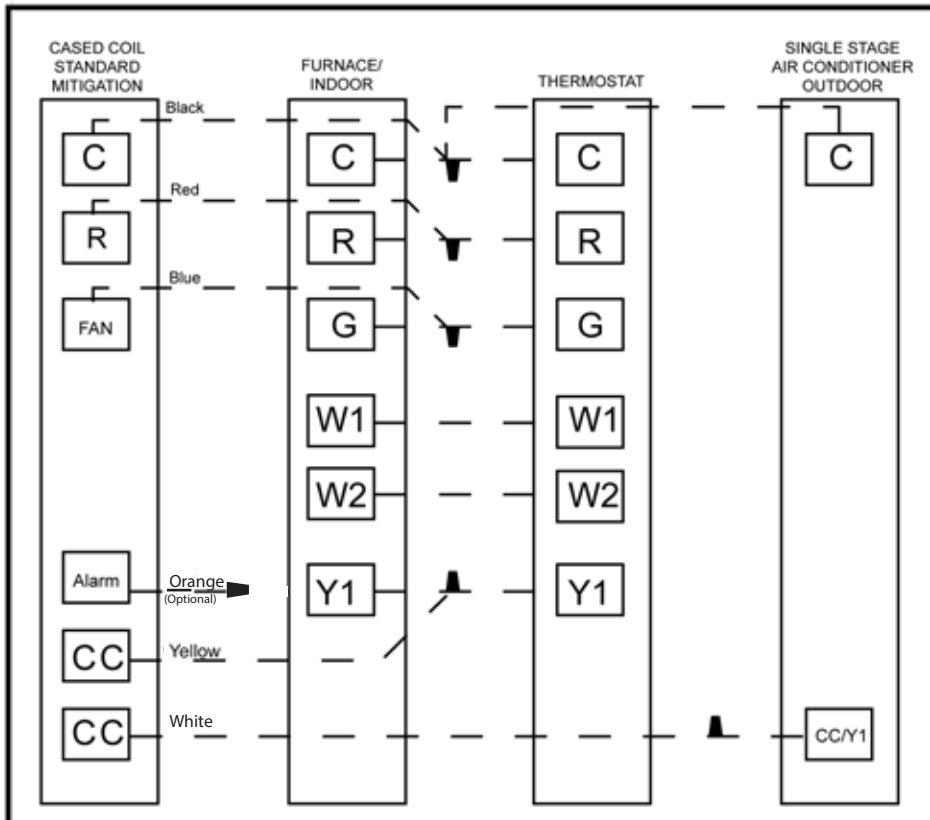 CASED COIL
STANDARD
MITIGATION
FURNACE/
INDOOR
THERMOSTAT
SINGLE STAGE
AIR CONDITIONER
OUTDOOR
Black
C
C
C
C
Red
R
R
R
Blue
FAN
G
G
W1
W1
W2
W2
Alarm
Orange
(Optional)
Y1
Y1
CC
Yellow
CC
White
CC/Y1